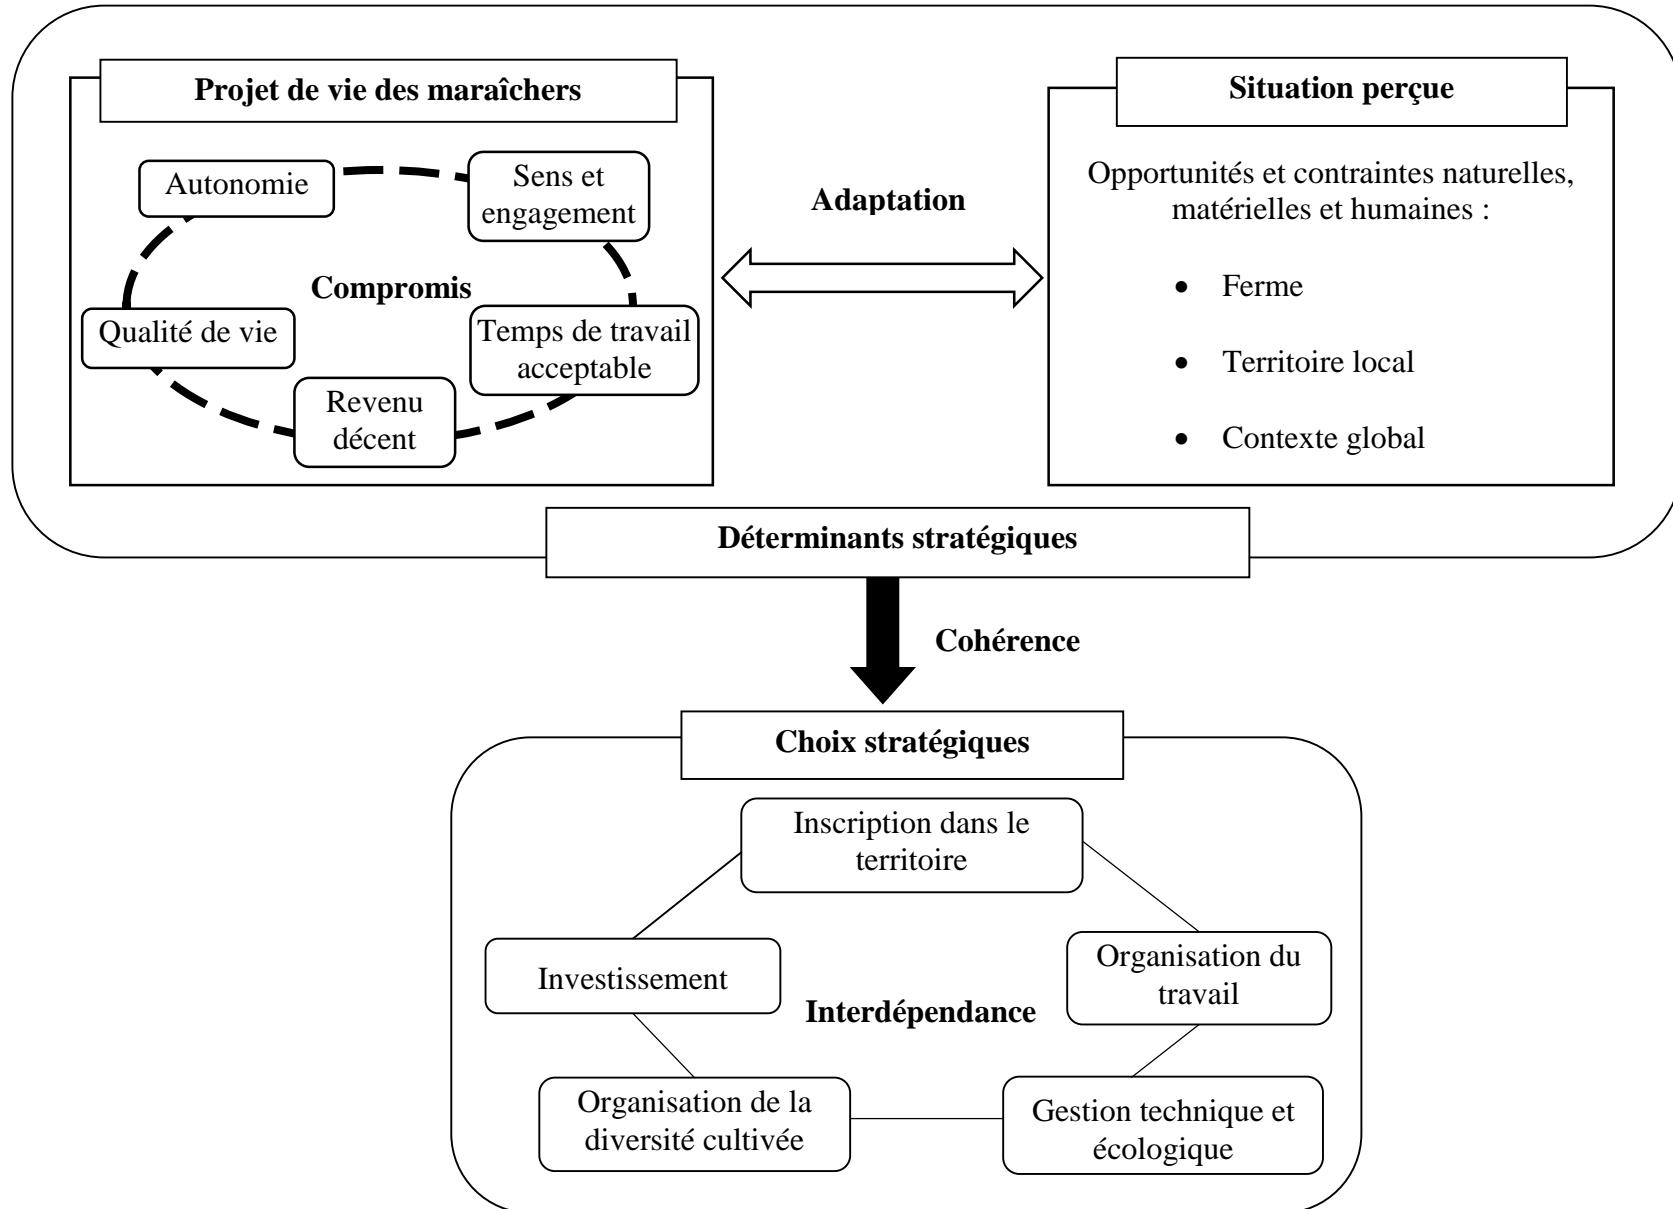 Projet de vie des maraîchers
Autonomie
Sens et
engagement
Compromis
Qualité de vie
Temps de travail
acceptable
Revenu
décent
Adaptation
Situation perçue
Opportunités et contraintes naturelles,
matérielles et humaines :
• Ferme
• Territoire local
• Contexte global
Déterminants stratégiques
Cohérence
Choix stratégiques
Inscription dans le
territoire
Investissement
Organisation du
travail
Interdépendance
Organisation de la
diversité cultivée
Gestion technique et
écologique